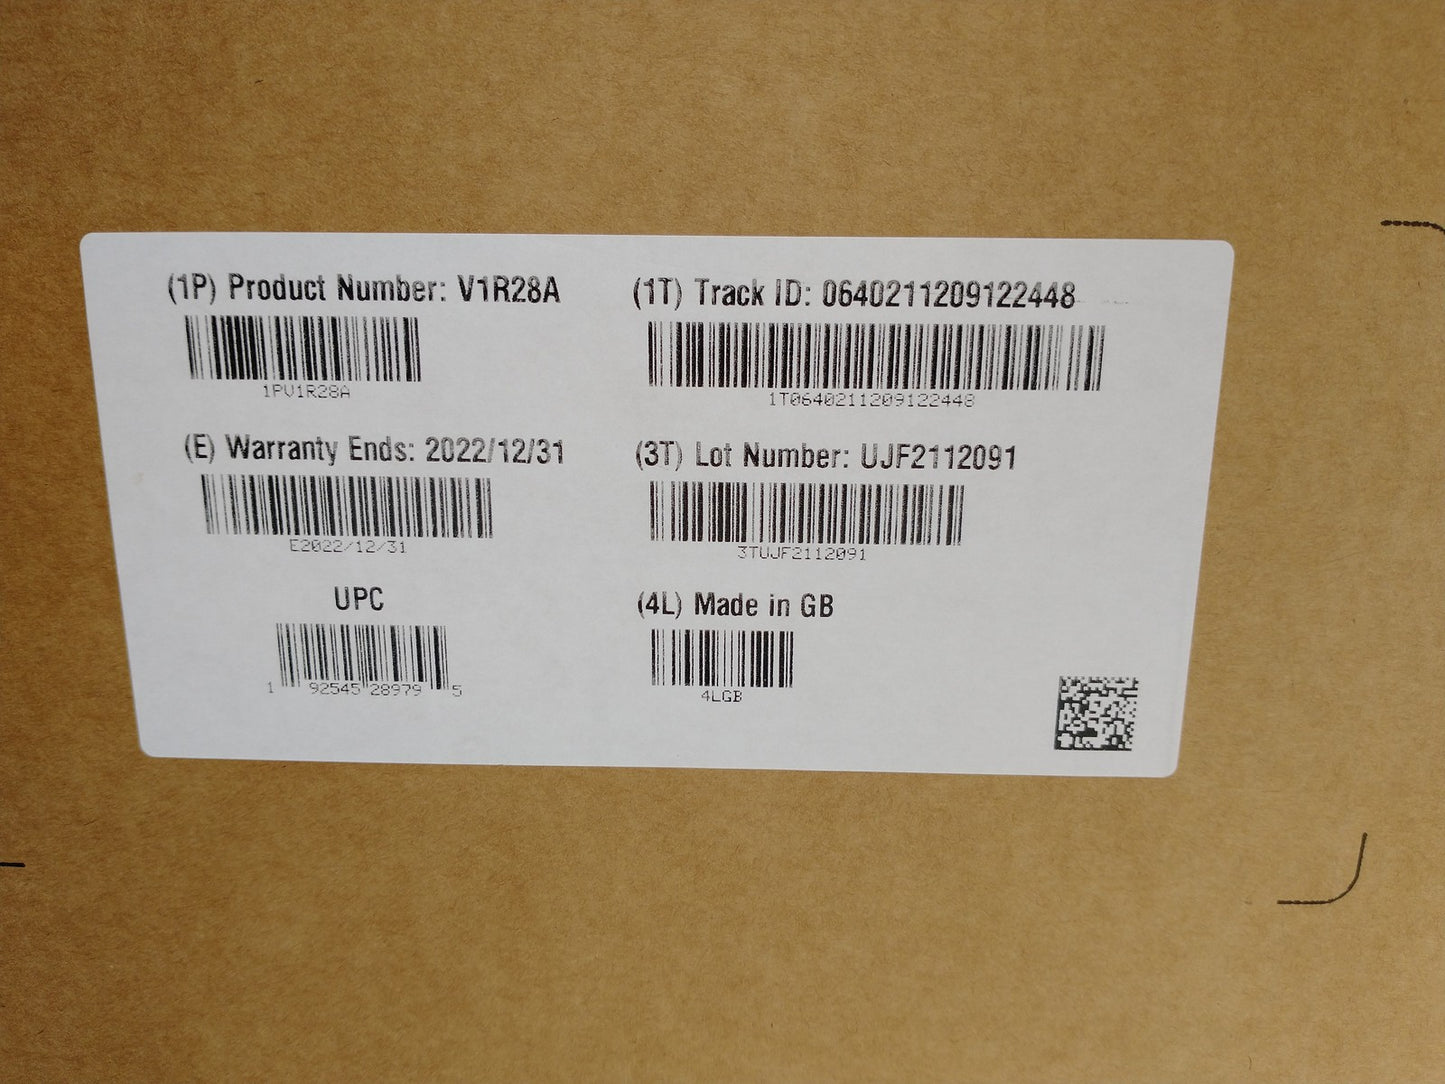 (1P) Product Number: V1R28A
1PV1R28A
(1T) Track ID: 0640211209122448
1T0640211209122448
(E) Warranty Ends: 2022/12/31
E2022/12/31
(3T) Lot Number: UJF2112091
3TUJF2112091
UPC
1 92545 28979 5
(4L) Made in GB
4LGB